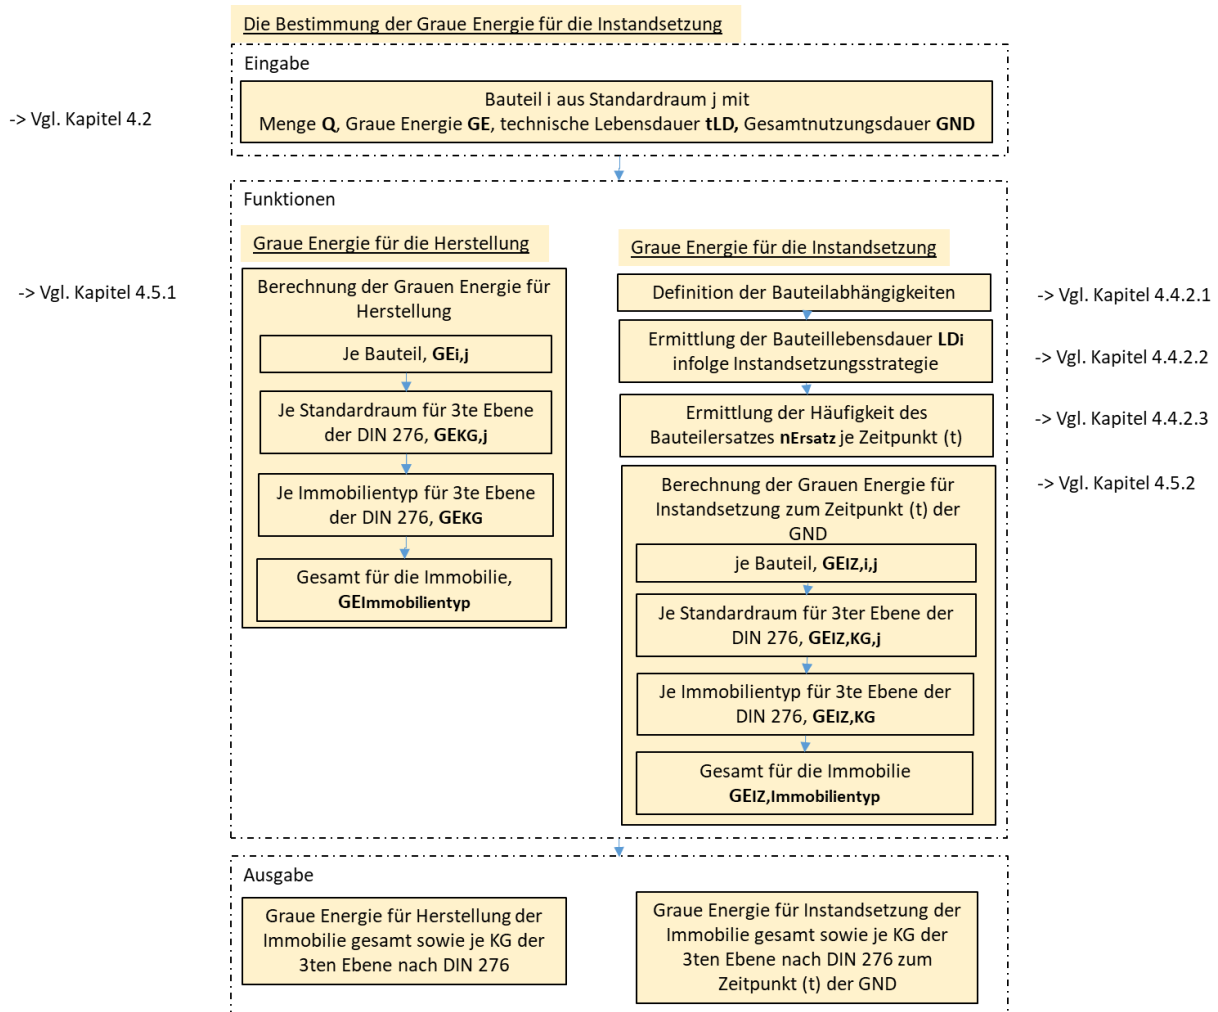 Die Bestimmung der Graue Energie für die Instandsetzung
Eingabe
Bauteil i aus Standardraum j mit
Menge Q, Graue Energie GE, technische Lebensdauer tLD, Gesamtnutzungsdauer GND
-> Vgl. Kapitel 4.2
Funktionen
Graue Energie für die Herstellung
-> Vgl. Kapitel 4.5.1
Berechnung der Grauen Energie für
Herstellung
Je Bauteil, GEi,j
Je Standardraum für 3te Ebene
der DIN 276, GEKG,j
Je Immobilientyp für 3te Ebene
der DIN 276, GEKG
Gesamt für die Immobilie,
GEImmobilientyp
Graue Energie für die Instandsetzung
Definition der Bauteilabhängigkeiten
-> Vgl. Kapitel 4.4.2.1
Ermittlung der Bauteillebensdauer LDi
infolge Instandsetzungsstrategie
-> Vgl. Kapitel 4.4.2.2
Ermittlung der Häufigkeit des
Bauteilersatzes nErsatz je Zeitpunkt (t)
-> Vgl. Kapitel 4.4.2.3
Berechnung der Grauen Energie für
Instandsetzung zum Zeitpunkt (t) der
GND
-> Vgl. Kapitel 4.5.2
je Bauteil, GEIZ,i,j
Je Standardraum für 3ter Ebene der
DIN 276, GEIZ,KG,j
Je Immobilientyp für 3te Ebene der
DIN 276, GEIZ,KG
Gesamt für die Immobilie
GEIZ,Immobilientyp
Ausgabe
Graue Energie für Herstellung der
Immobilie gesamt sowie je KG der
3ten Ebene nach DIN 276
Graue Energie für Instandsetzung der
Immobilie gesamt sowie je KG der
3ten Ebene nach DIN 276 zum
Zeitpunkt (t) der GND